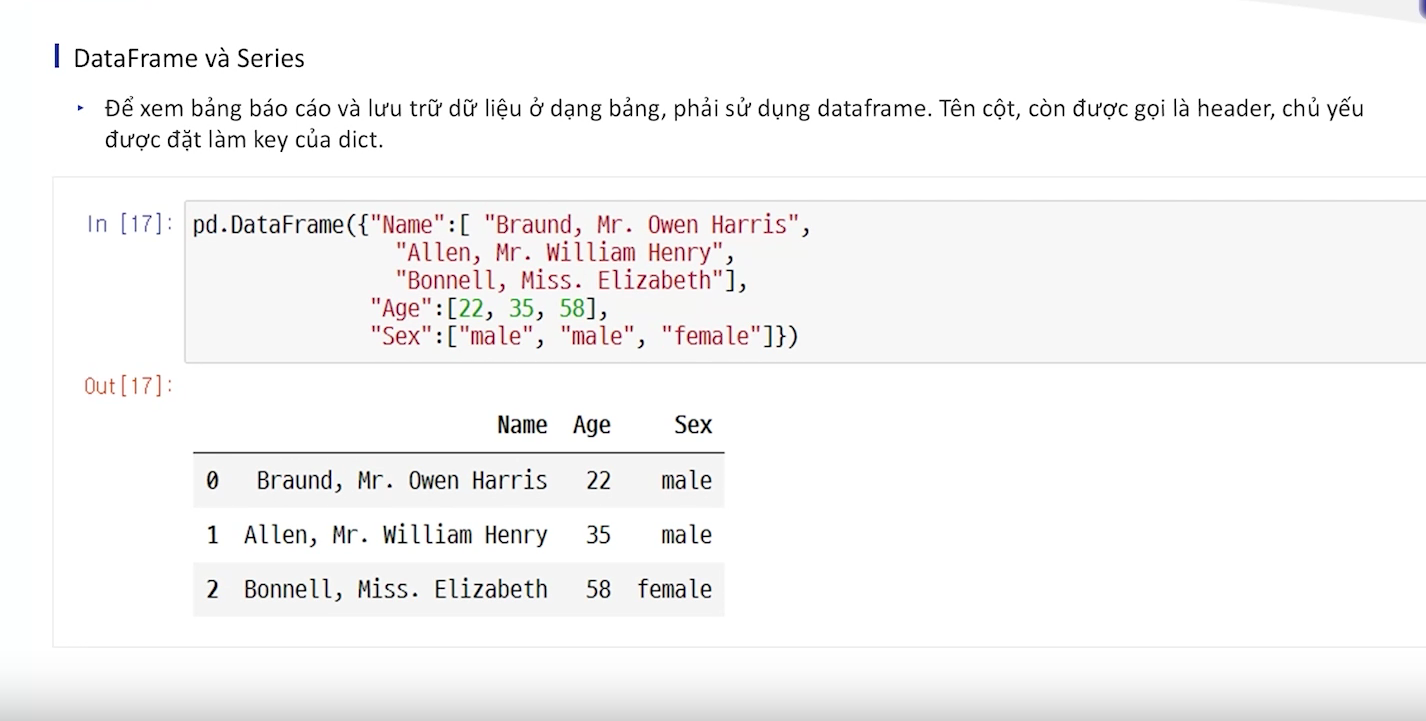 DataFrame và Series
‣ Để xem bảng báo cáo và lưu trữ dữ liệu ở dạng bảng, phải sử dụng dataframe. Tên cột, còn được gọi là header, chủ yếu
được đặt làm key của dict.
In [17]: pd.DataFrame({"Name":[ "Braund, Mr. Owen Harris",
"Allen, Mr. William Henry",
"Bonnell, Miss. Elizabeth"],
"Age":[22, 35, 58],
"Sex":["male", "male", "female"]})
Out[17]:
Name Age Sex
0 Braund, Mr. Owen Harris 22 male
1 Allen, Mr. William Henry 35 male
2 Bonnell, Miss. Elizabeth 58 female